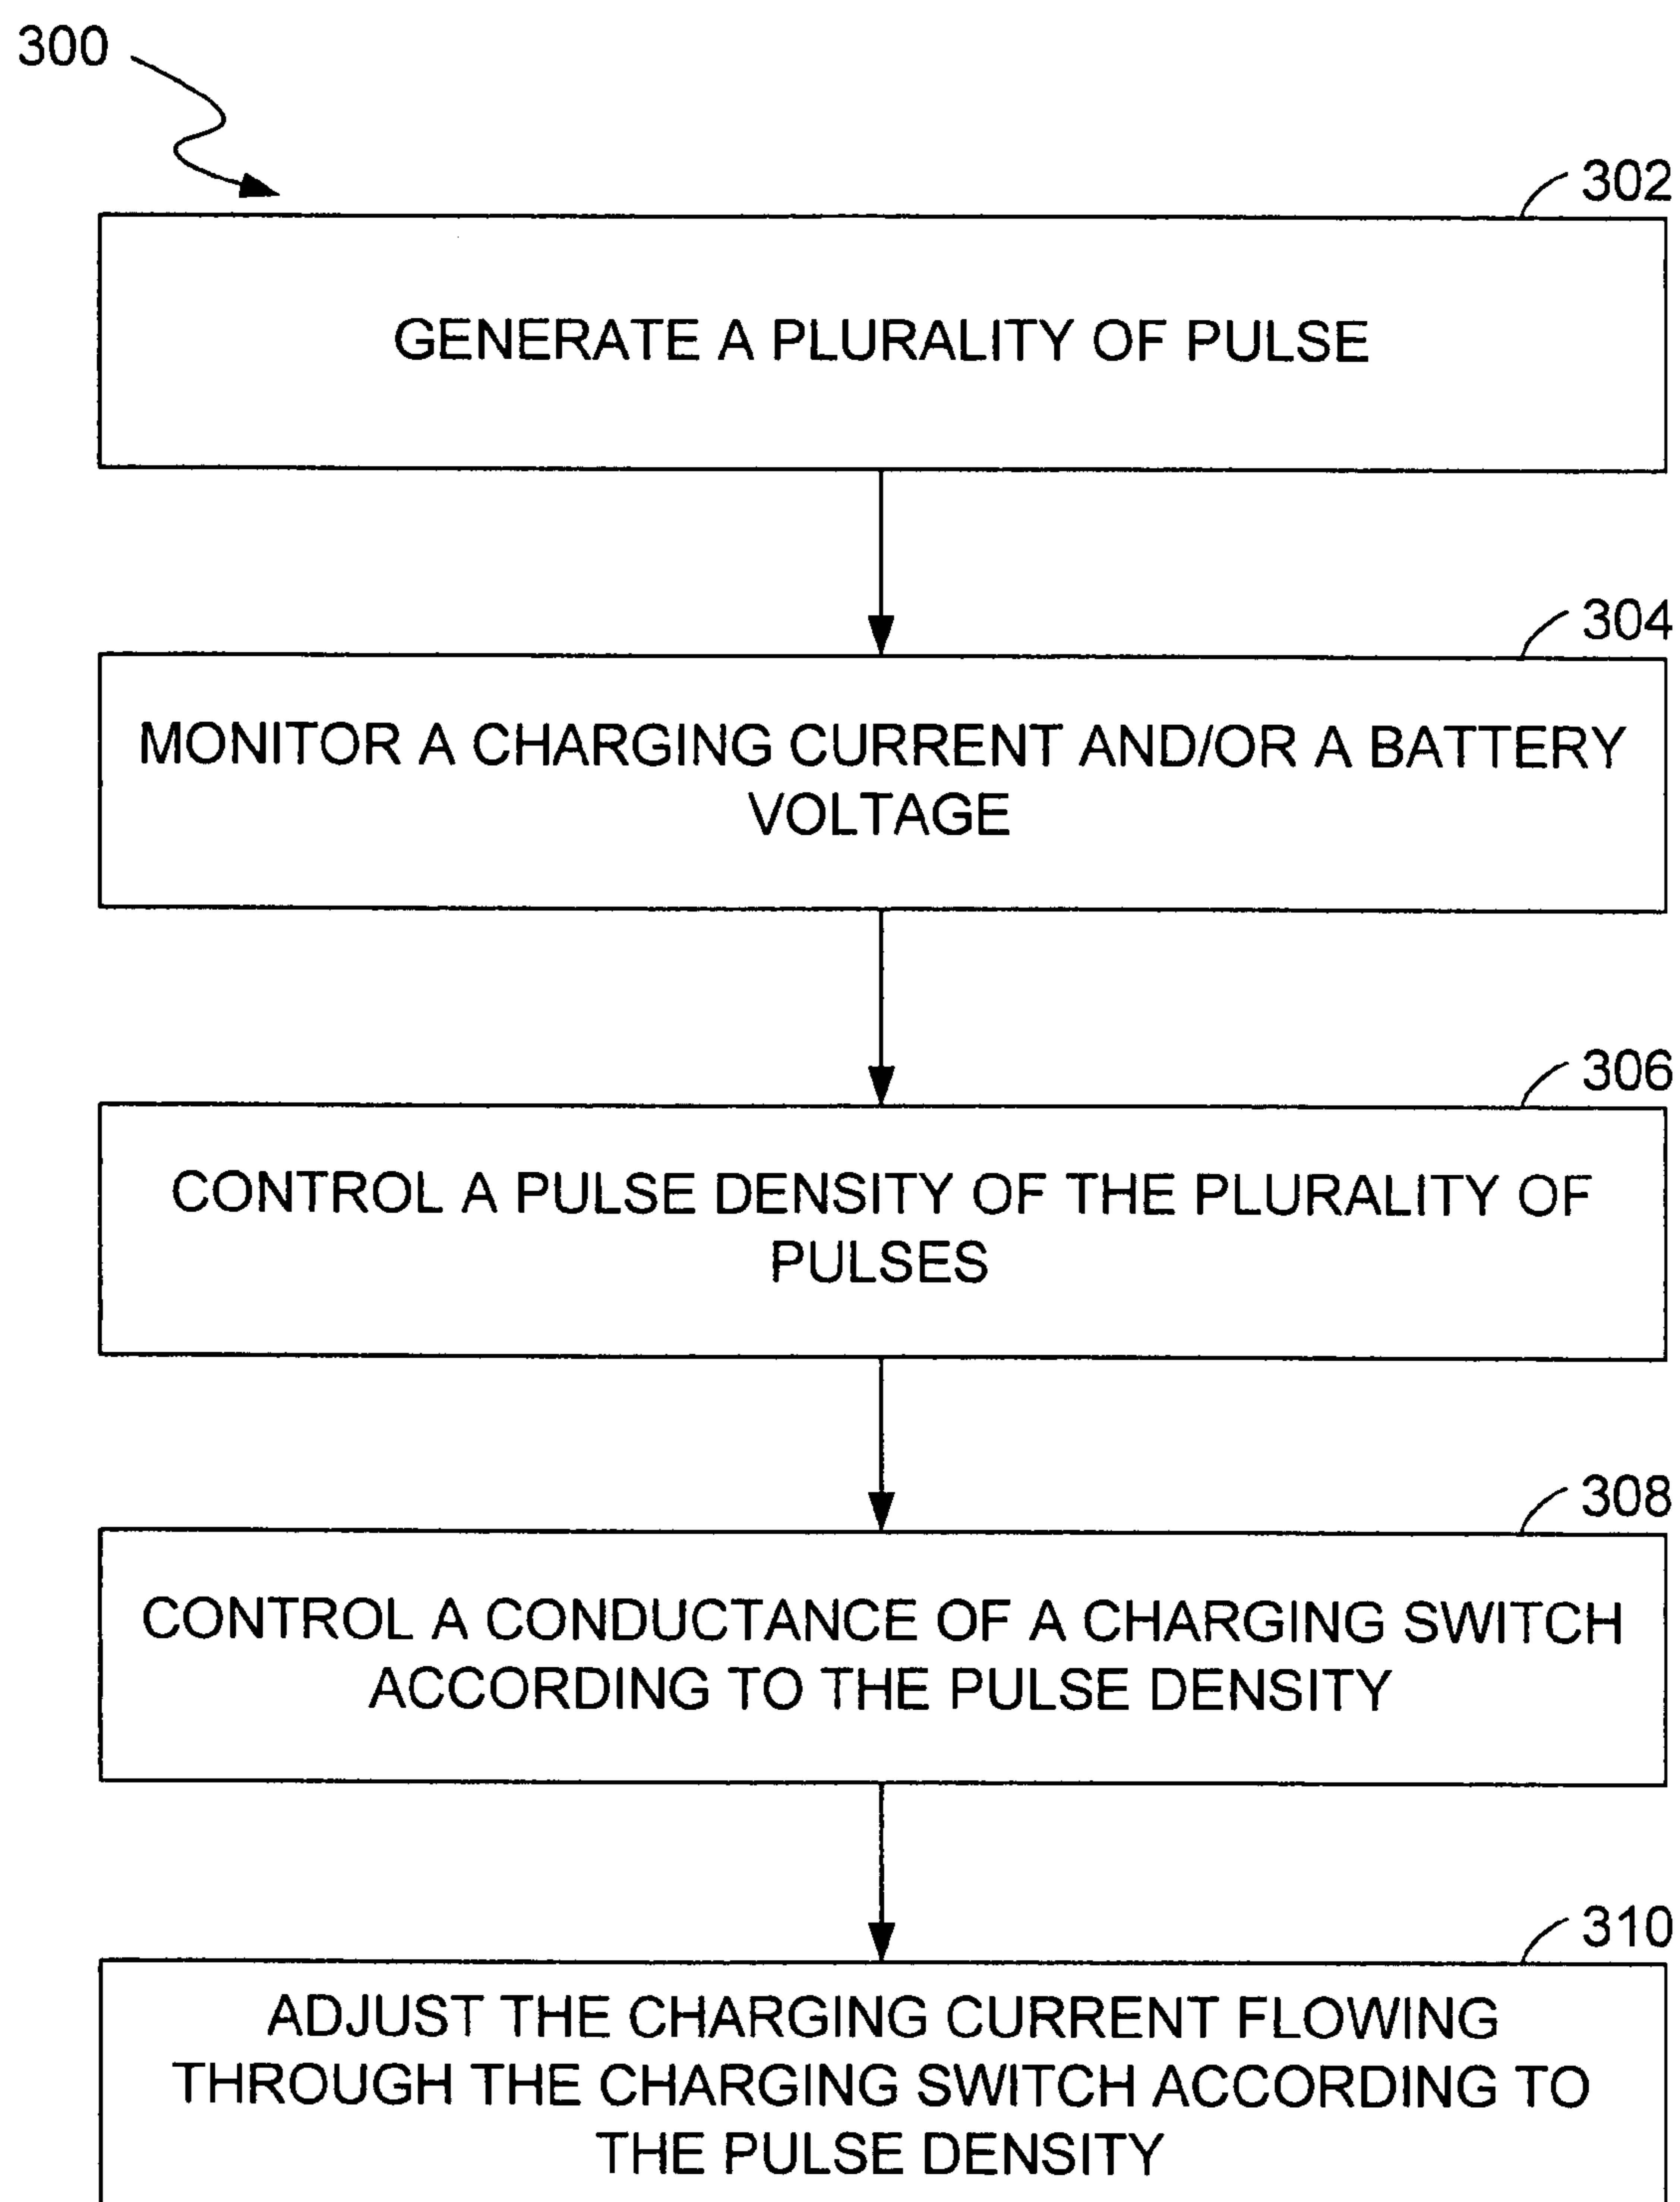 300
302
GENERATE A PLURALITY OF PULSE
304
MONITOR A CHARGING CURRENT AND/OR A BATTERY
VOLTAGE
306
CONTROL A PULSE DENSITY OF THE PLURALITY OF
PULSES
308
CONTROL A CONDUCTANCE OF A CHARGING SWITCH
ACCORDING TO THE PULSE DENSITY
310
ADJUST THE CHARGING CURRENT FLOWING
THROUGH THE CHARGING SWITCH ACCORDING TO
THE PULSE DENSITY